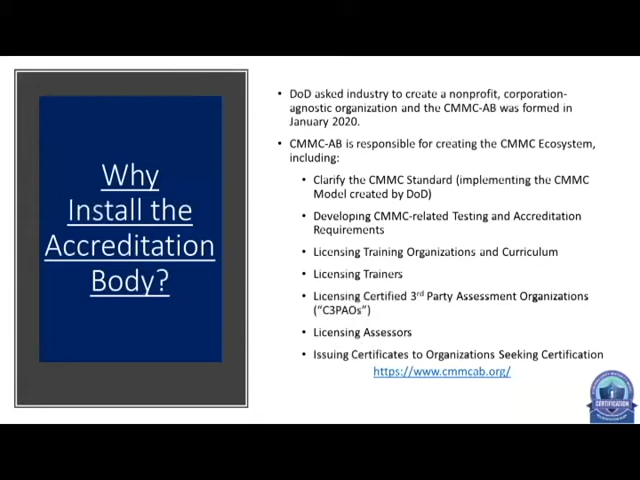 Why
Install the
Accreditation
Body?
• DoD asked industry to create a nonprofit, corporation-
agnostic organization and the CMMC-AB was formed in
January 2020.
• CMMC-AB is responsible for creating the CMMC Ecosystem,
including:
• Clarify the CMMC Standard (implementing the CMMC
Model created by DoD)
• Developing CMMC-related Testing and Accreditation
Requirements
• Licensing Training Organizations and Curriculum
• Licensing Trainers
• Licensing Certified 3rd Party Assessment Organizations
("C3PAOs")
• Licensing Assessors
• Issuing Certificates to Organizations Seeking Certification
https://www.cmmcab.org/
CERTIFICATION